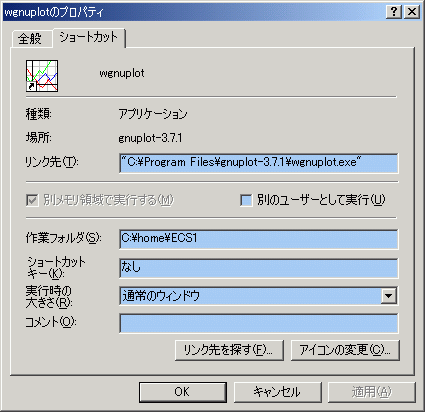 wgnuplotのプロパティ
全般 ショートカット
wgnuplot
種類: アプリケーション
場所: gnuplot-3.7.1
リンク先(T): "C:¥Program Files¥gnuplot-3.7.1¥wgnuplot.exe"
別メモリ領域で実行する(M) 別のユーザーとして実行(U)
作業フォルダ(S): C:¥home¥ECS1
ショートカット
キー(K): なし
実行時の
大きさ(R): 通常のウィンドウ
コメント(O):
リンク先を探す(F)... アイコンの変更(C)...
OK キャンセル 適用(A)